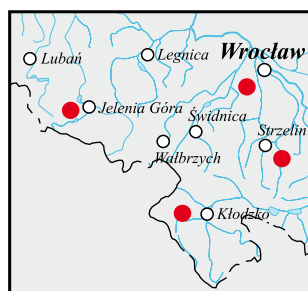 Wrocław
Lubań
Legnica
Jelenia Góra
Świdnica
Strzelin
Wałbrzych
Kłodzko